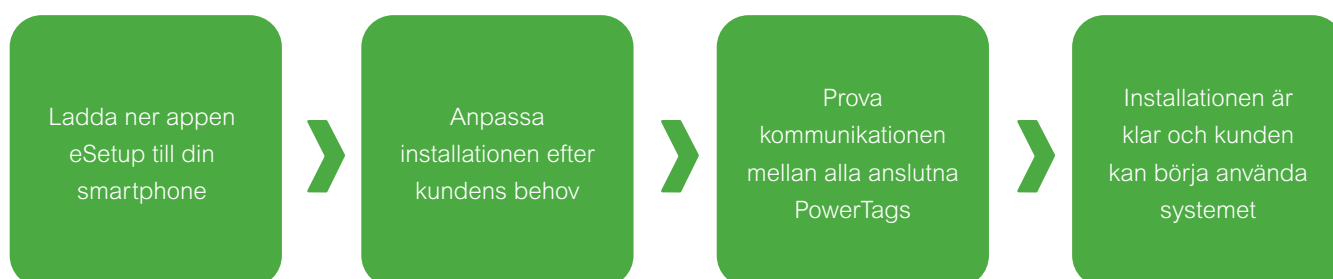 Ladda ner appen
eSetup till din
smartphone
Anpassa
installationen efter
kundens behov
Prova
kommunikationen
mellan alla anslutna
PowerTags
Installationen är
klar och kunden
kan börja använda
systemet